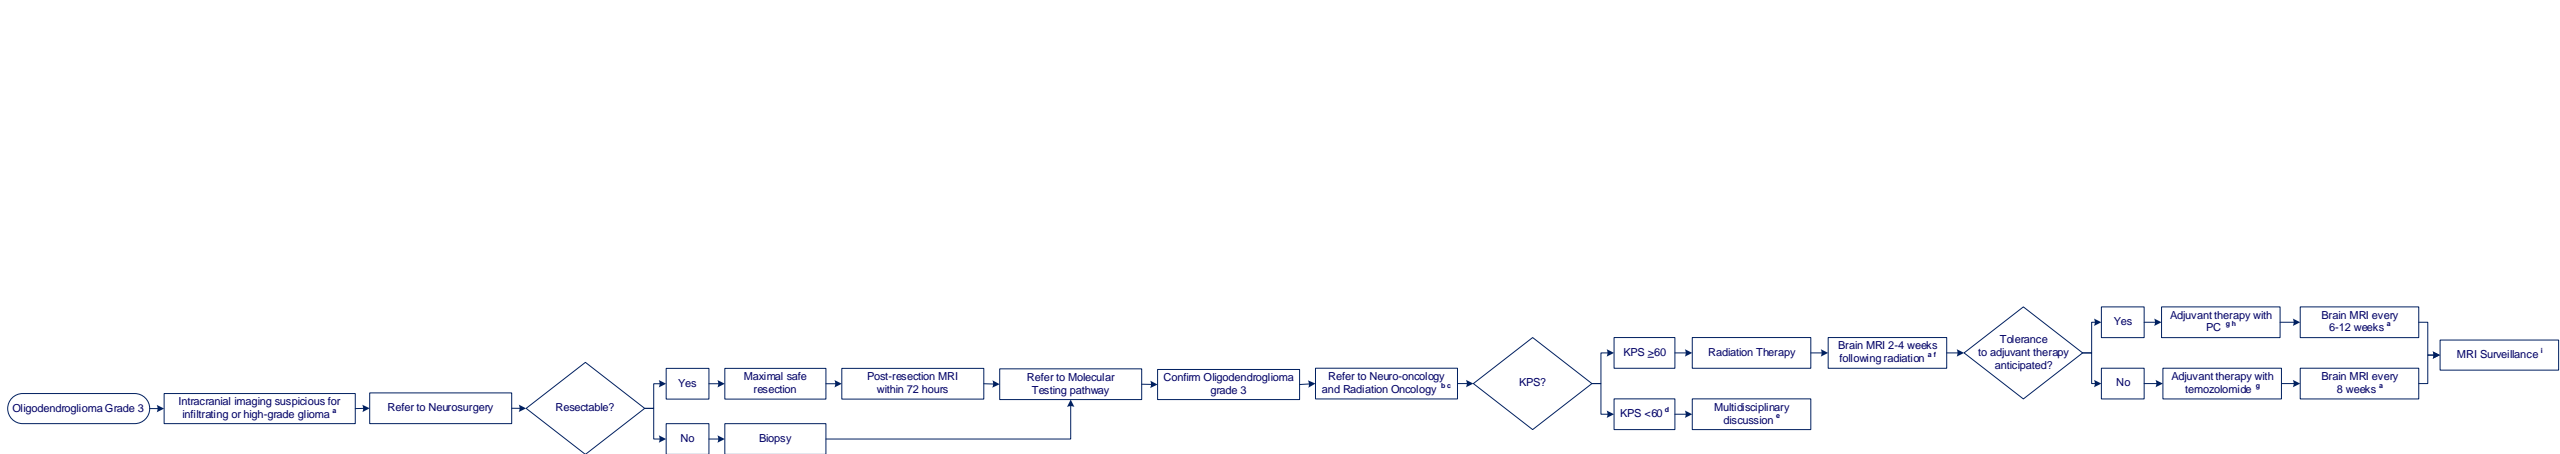 Oligodendroglioma Grade 3
Intracranial imaging suspicious for
infiltrating or high-grade glioma a
Refer to Neurosurgery
Resectable?
Yes
Maximal safe
resection
Post-resection MRI
within 72 hours
No
Biopsy
Refer to Molecular
Testing pathway
Confirm Oligodendroglioma
grade 3
Refer to Neuro-oncology
and Radiation Oncology b c
KPS?
KPS ≥60
Radiation Therapy
Brain MRI 2-4 weeks
following radiation a f
KPS <60 d
Multidisciplinary
discussion e
Tolerance
to adjuvant therapy
anticipated?
Yes
Adjuvant therapy with
PC g h
Brain MRI every
6-12 weeks a
No
Adjuvant therapy with
temozolomide g
Brain MRI every
8 weeks a
MRI Surveillance i